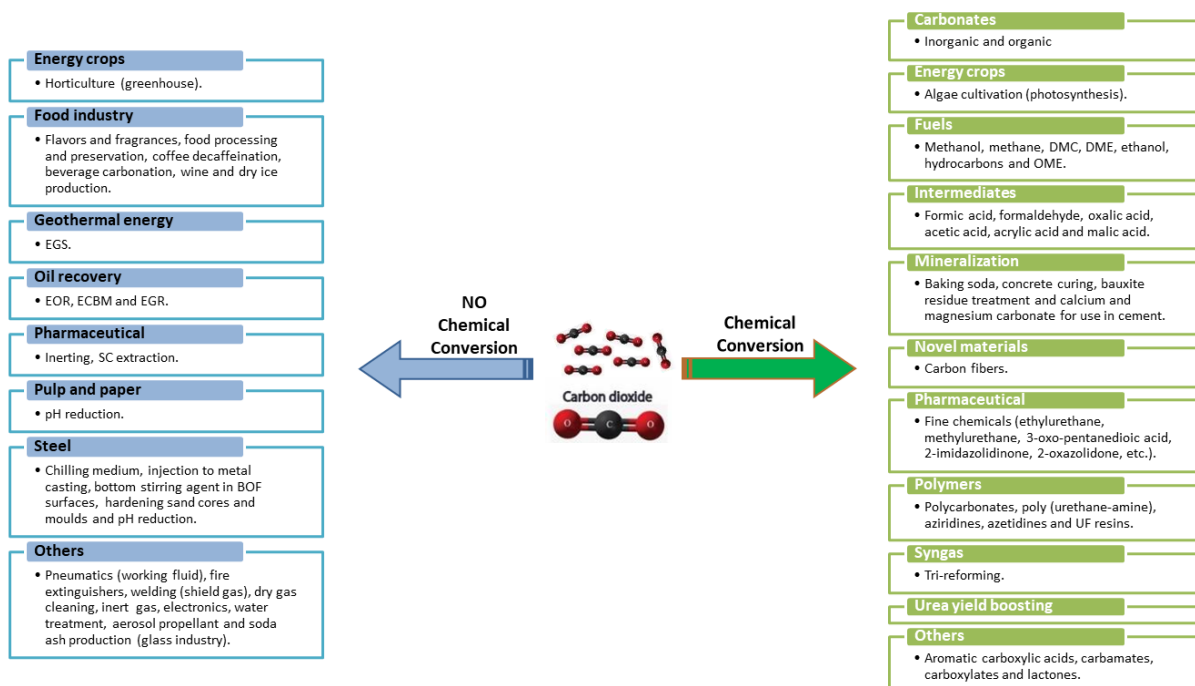 Energy crops
• Horticulture (greenhouse).
Food industry
• Flavors and fragrances, food processing
and preservation, coffee decaffeination,
beverage carbonation, wine and dry ice
production.
Geothermal energy
• EGS.
Oil recovery
• EOR, ECBM and EGR.
Pharmaceutical
• Inerting, SC extraction.
Pulp and paper
• pH reduction.
Steel
• Chilling medium, injection to metal
casting, bottom stirring agent in BOF
surfaces, hardening sand cores and
moulds and pH reduction.
Others
• Pneumatics (working fluid), fire
extinguishers, welding (shield gas), dry gas
cleaning, inert gas, electronics, water
treatment, aerosol propellant and soda
ash production (glass industry).
NO
Chemical
Conversion
Carbon dioxide
O C O
Chemical
Conversion
Carbonates
• Inorganic and organic
Energy crops
• Algae cultivation (photosynthesis).
Fuels
• Methanol, methane, DMC, DME, ethanol,
hydrocarbons and OME.
Intermediates
• Formic acid, formaldehyde, oxalic acid,
acetic acid, acrylic acid and malic acid.
Mineralization
• Baking soda, concrete curing, bauxite
residue treatment and calcium and
magnesium carbonate for use in cement.
Novel materials
• Carbon fibers.
Pharmaceutical
• Fine chemicals (ethylurethane,
methylurethane, 3-oxo-pentanedioic acid,
2-imidazolidinone, 2-oxazolidone, etc.).
Polymers
• Polycarbonates, poly (urethane-amine),
aziridines, azetidines and UF resins.
Syngas
• Tri-reforming.
Urea yield boosting
Others
• Aromatic carboxylic acids, carbamates,
carboxylates and lactones.